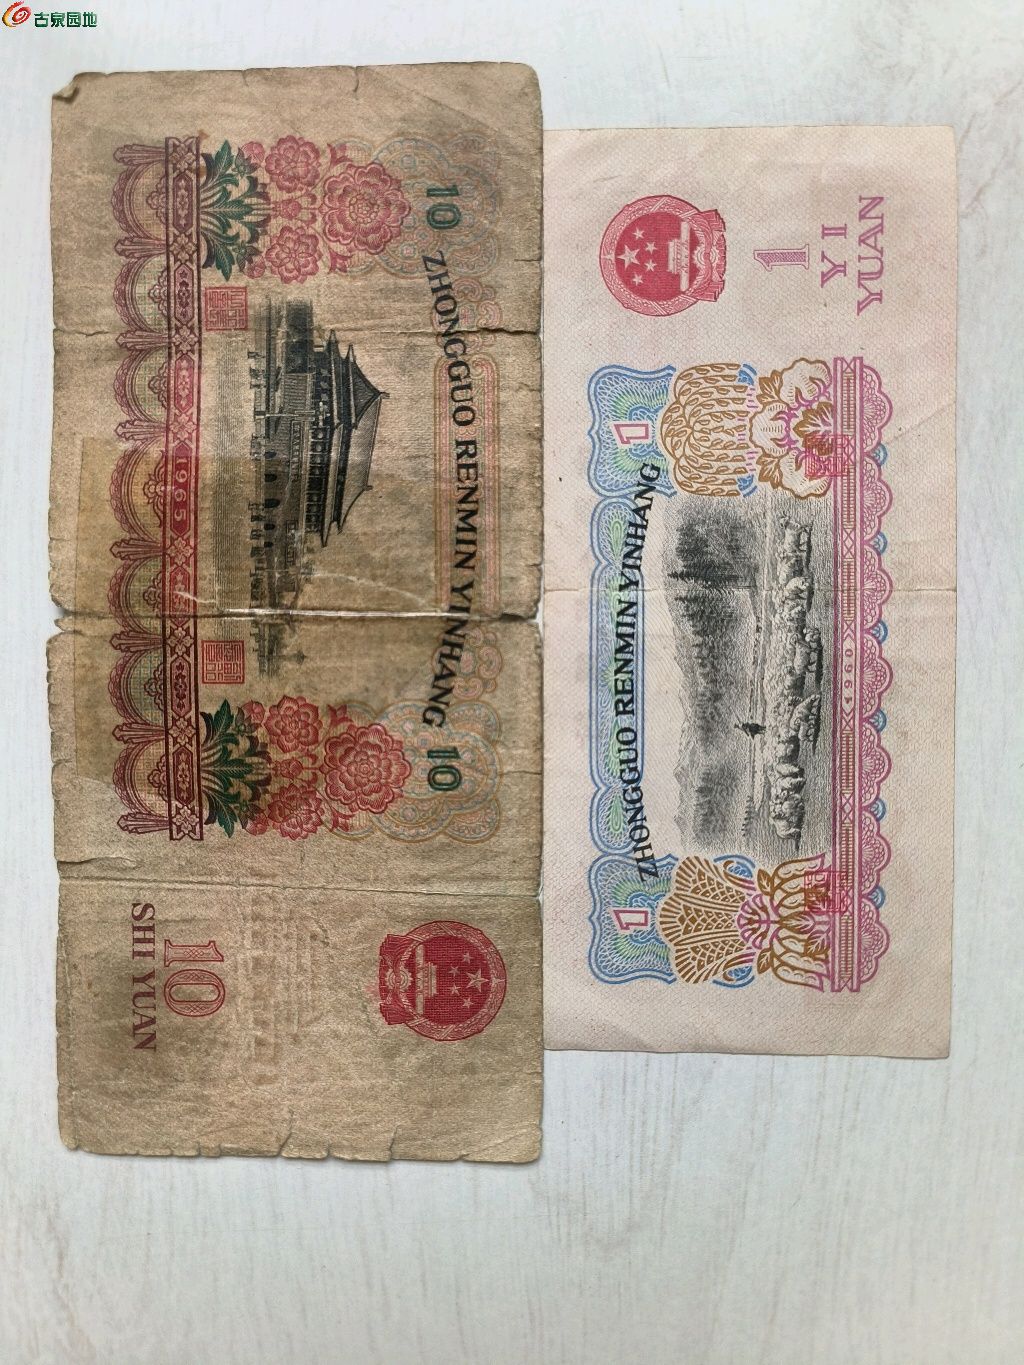 古泉园地
10
ZHONGGUO RENMIN YINHANG
10
1965
10
SHI YUAN
1
YI
YUAN
1
ZHONGGUO RENMIN YINHANG
1
1960